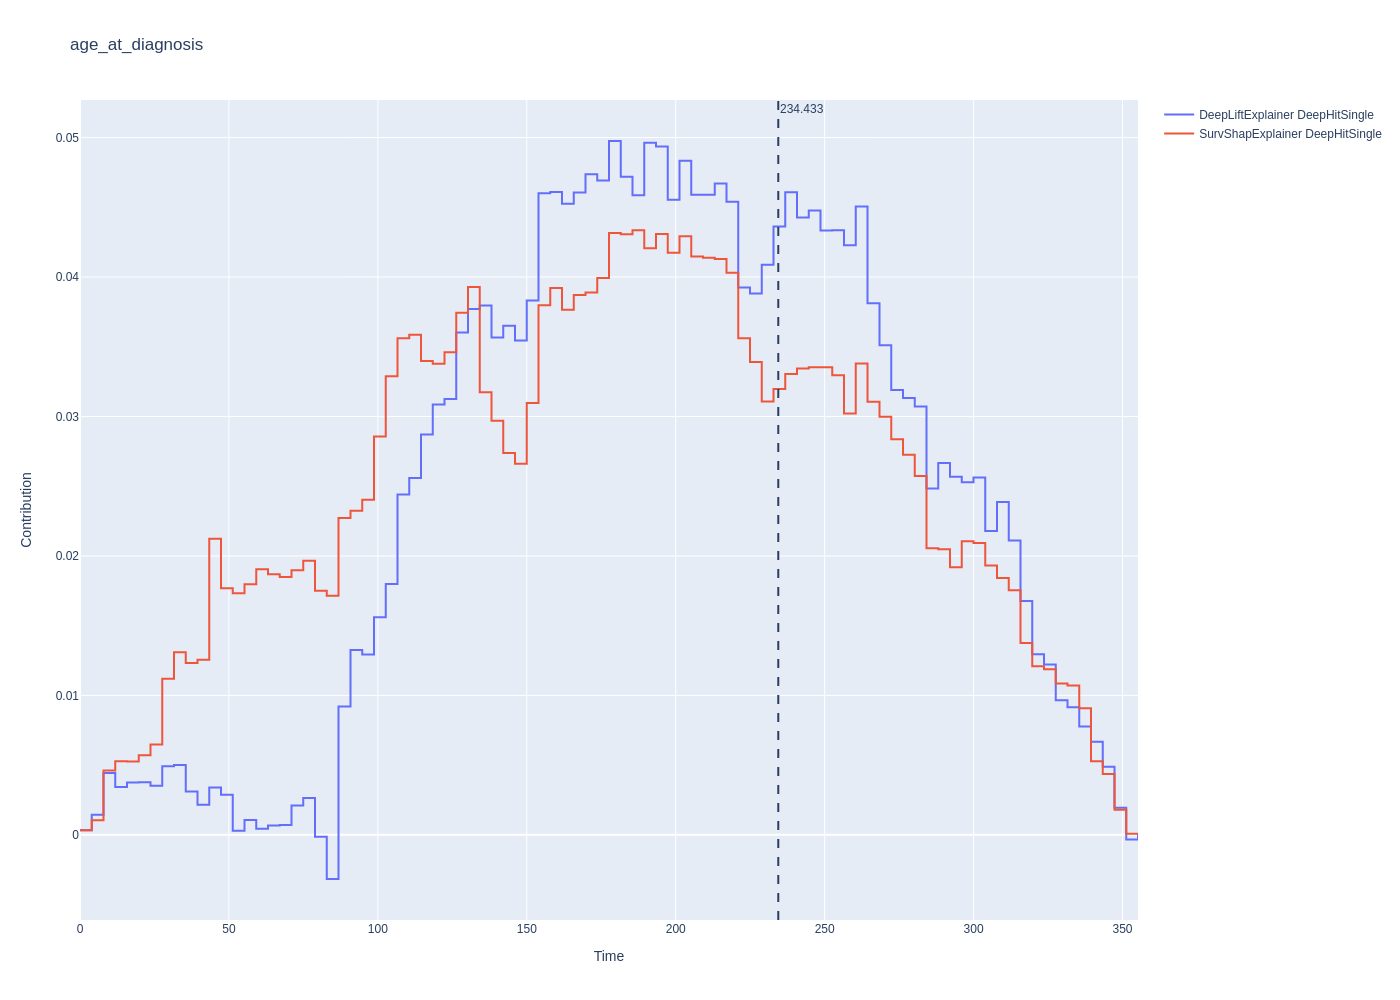 age_at_diagnosis
234.433
DeepLiftExplainer DeepHitSingle
SurvShapExplainer DeepHitSingle
0.05
0.04
0.03
0.02
0.01
0
Contribution
0 50 100 150 200 250 300 350
Time